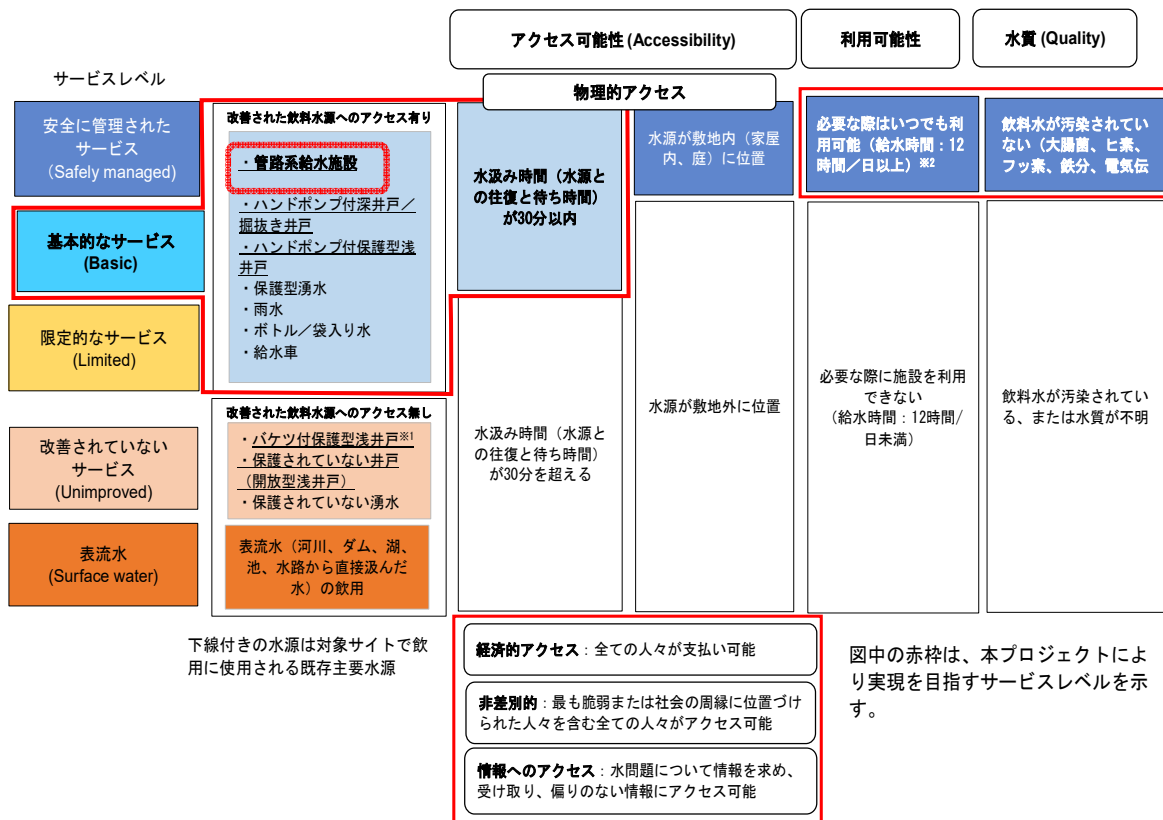 アクセス可能性 (Accessibility)
利用可能性
水質 (Quality)
サービスレベル
物理的アクセス
安全に管理された
サービス
（Safely managed）
基本的なサービス
(Basic)
限定的なサービス
(Limited)
改善されていない
サービス
(Unimproved)
表流水
(Surface water)
改善された飲料水源へのアクセス有り
・管路系給水施設
・ハンドポンプ付深井戸／
掘抜き井戸
・ハンドポンプ付保護型浅
井戸
・保護型湧水
・雨水
・ボトル／袋入り水
・給水車
改善された飲料水源へのアクセス無し
・バケツ付保護型浅井戸※1
・保護されていない井戸
（開放型浅井戸）
・保護されていない湧水
表流水（河川、ダム、湖、
池、水路から直接汲んだ
水）の飲用
水汲み時間（水源と
の往復と待ち時間）
が30分以内
水汲み時間（水源と
の往復と待ち時間）
が30分を超える
水源が敷地内（家屋
内、庭）に位置
水源が敷地外に位置
必要な際はいつでも利
用可能（給水時間：12
時間／日以上）※2
必要な際に施設を利用
できない
（給水時間：12時間/
日未満）
飲料水が汚染されてい
ない（大腸菌、ヒ素、
フッ素、鉄分、電気伝
飲料水が汚染されてい
る、または水質が不明
下線付きの水源は対象サイトで飲
用に使用される既存主要水源
経済的アクセス：全ての人々が支払い可能
非差別的：最も脆弱または社会の周縁に位置づけ
られた人々を含む全ての人々がアクセス可能
情報へのアクセス：水問題について情報を求め、
受け取り、偏りのない情報にアクセス可能
図中の赤枠は、本プロジェクトによ
り実現を目指すサービスレベルを示
す。